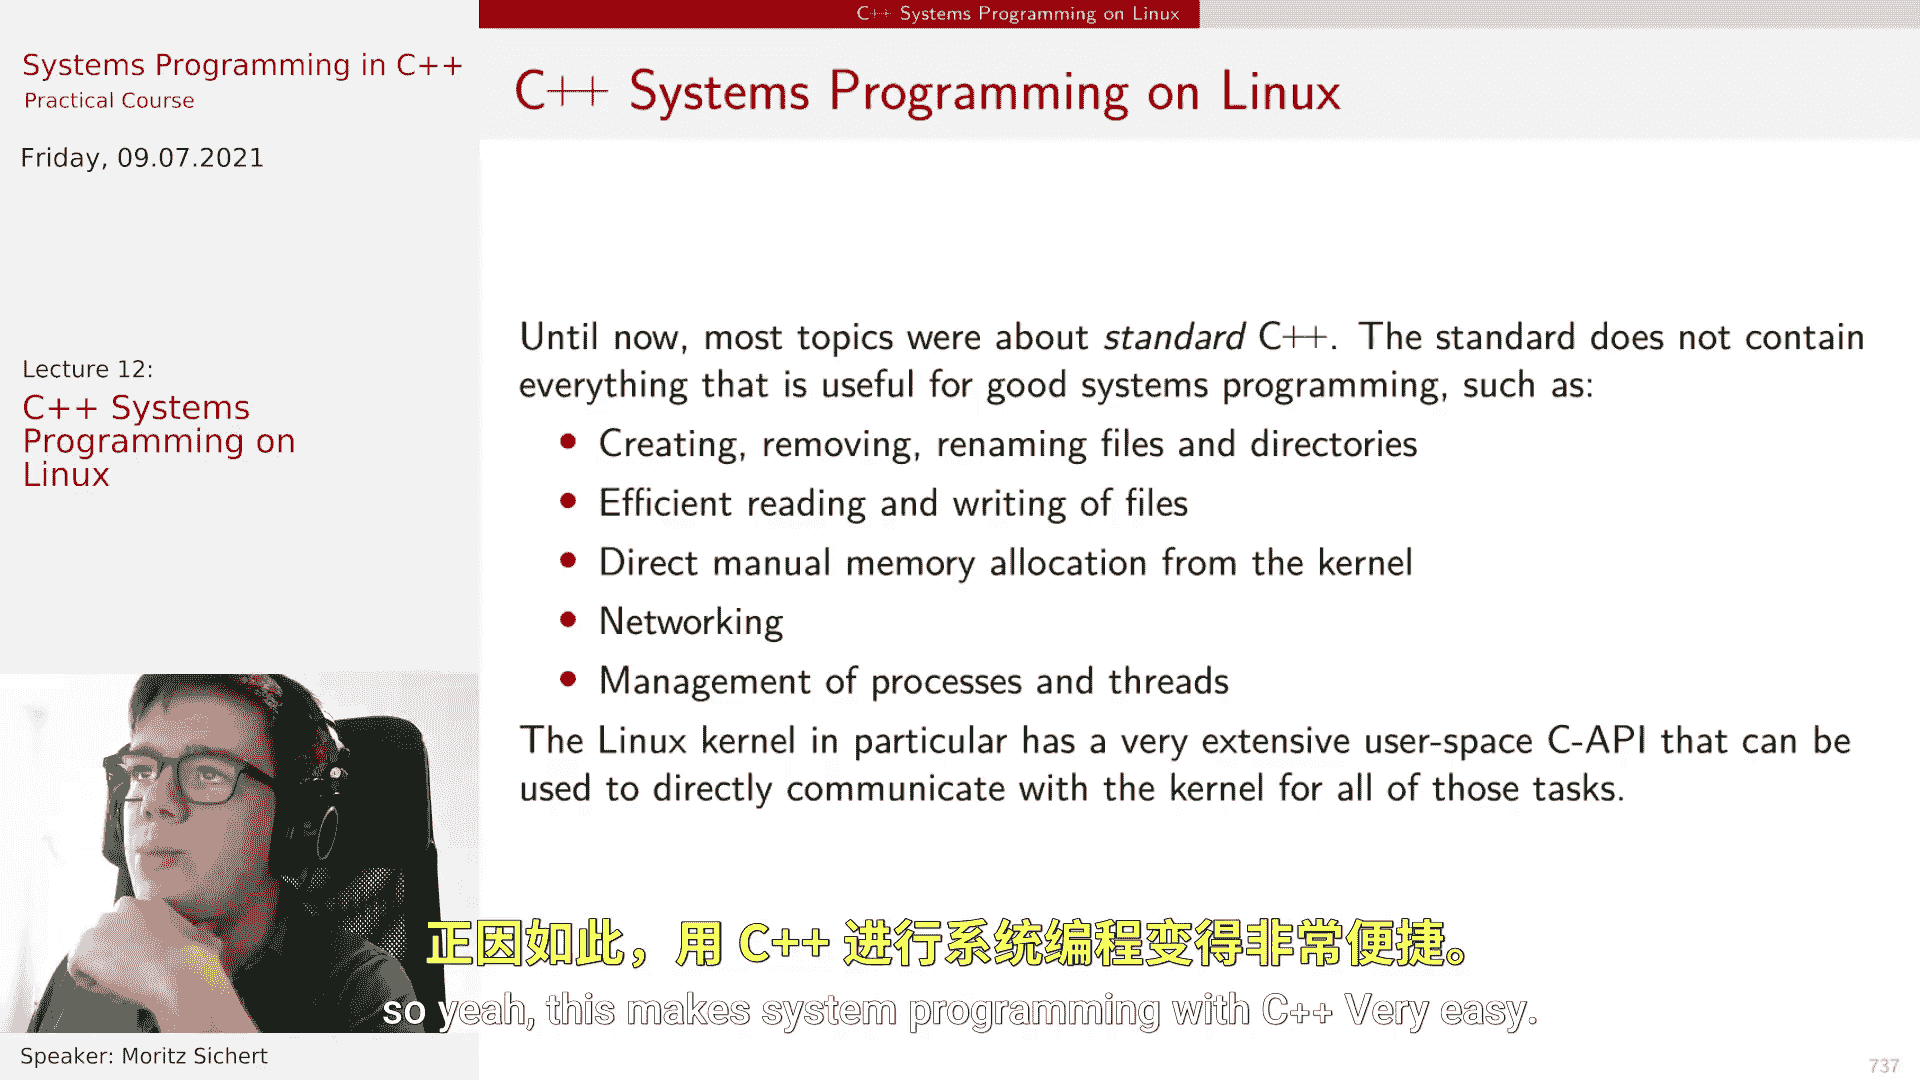 C++ Systems Programming on Linux
Systems Programming in C++
Practical Course
Friday, 09.07.2021
Lecture 12:
C++ Systems
Programming on
Linux
Speaker: Moritz Sichert
C++ Systems Programming on Linux
Until now, most topics were about standard C++. The standard does not contain
everything that is useful for good systems programming, such as:
• Creating, removing, renaming files and directories
• Efficient reading and writing of files
• Direct manual memory allocation from the kernel
• Networking
• Management of processes and threads
The Linux kernel in particular has a very extensive user-space C-API that can be
used to directly communicate with the kernel for all of those tasks.
正因如此，用 C++ 进行系统编程变得非常便捷。
so yeah, this makes system programming with C++ Very easy.
737